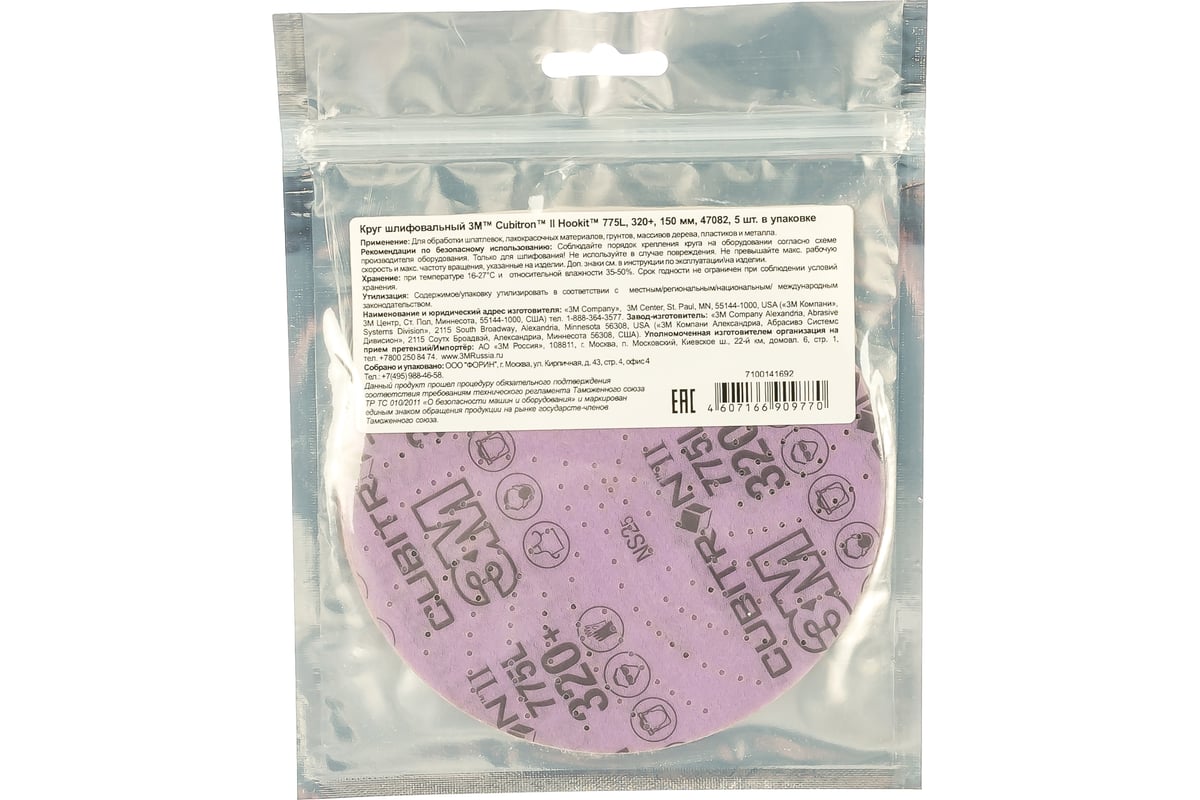 Круг шлифовальный 3M™ Cubitron™ II Hookit™ 775L, 320+, 150 мм, 47082, 5 шт. в упаковке
Применение: Для обработки шпатлевок, лакокрасочных материалов, грунтов, массивов дерева, пластиков и металла.
Рекомендации по безопасному использованию: Соблюдайте порядок крепления круга на оборудовании согласно схеме
производителя оборудования. Только для шлифования! Не используйте в случае повреждения. Не превышайте макс. рабочую
скорость и макс. частоту вращения, указанные на изделии. Доп. знаки см. в инструкции по эксплуатации/на изделии.
Хранение: при температуре 16-27°С и относительной влажности 35-50%. Срок годности не ограничен при соблюдении условий
хранения.
Утилизация: Содержимое/упаковку утилизировать в соответствии с местным/региональным/национальным/ международным
законодательством.
Наименование и юридический адрес изготовителя: «3M Company», 3M Center, St. Paul, MN, 55144-1000, USA («3М Компани»,
3М Центр, Ст. Пол, Миннесота, 55144-1000, США) тел. 1-888-364-3577. Завод-изготовитель: «3M Company Alexandria, Abrasive
Systems Division», 2115 South Broadway, Alexandria, Minnesota 56308, USA («3М Компани Александриа, Абрасивз Системс
Дивисион», 2115 Соутх Броадвэй, Александриа, Миннесота 56308, США). Уполномоченная изготовителем организация на
прием претензий/Импортёр: АО «3М Россия», 108811, г. Москва, п. Московский, Киевское ш., 22-й км, домовл. 6, стр. 1,
тел. +7800 250 84 74. www.3MRussia.ru
Собрано и упаковано: ООО "ФОРИН", г. Москва, ул. Кирпичная, д. 43, стр. 4, офис 4
Тел.: +7(495) 988-46-58.
Данный продукт прошел процедуру обязательного подтверждения
соответствия требованиям технического регламента Таможенного союза
ТР ТС 010/2011 «О безопасности машин и оборудования» и маркирован
единым знаком обращения продукции на рынке государств-членов
Таможенного союза.
7100141692
EAC
4 607166 909770
CUBITR
3M
NS25
CUBITR◆N™II
775L
320+
3M
N™II
775L
320+